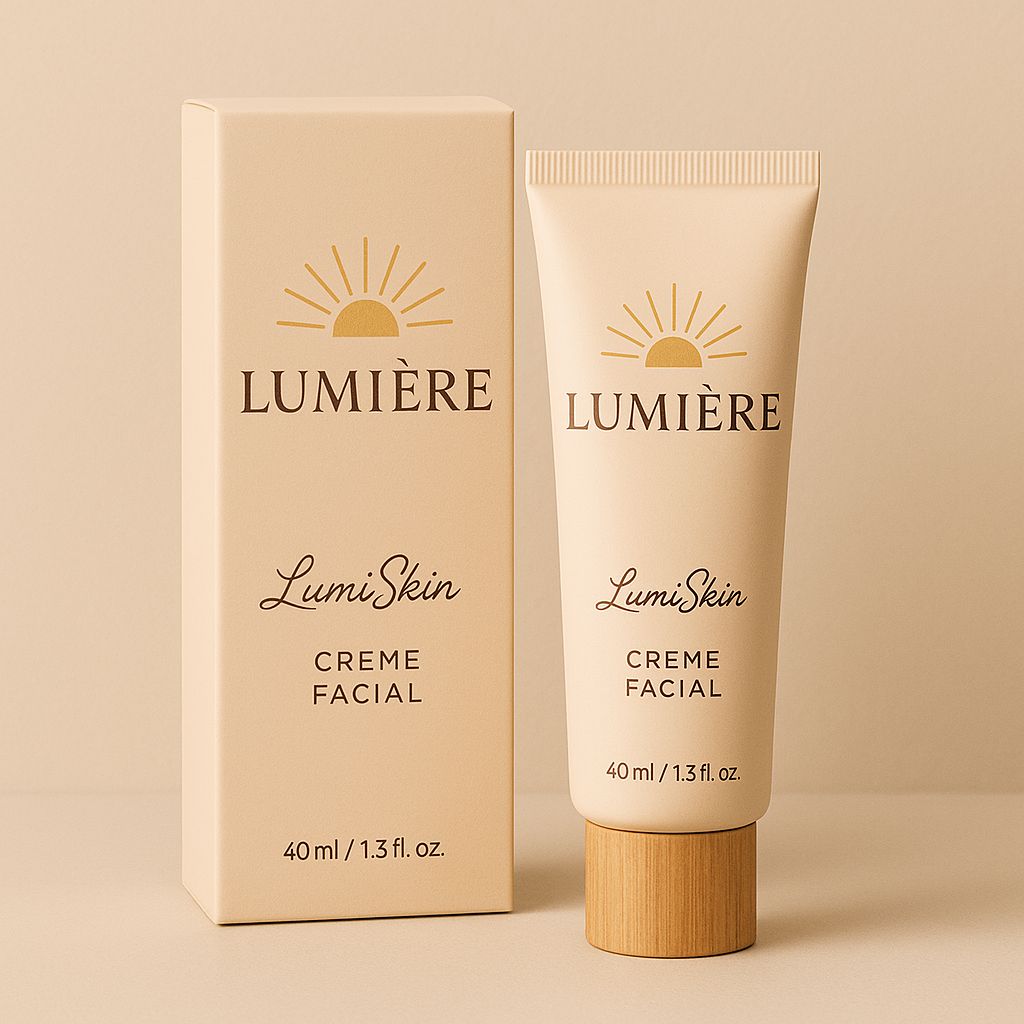 LUMIÈRE
LumiSkin
CREME
FACIAL
40 ml / 1.3 fl. oz.
LUMIÈRE
LumiSkin
CREME
FACIAL
40 ml / 1.3 fl. oz.